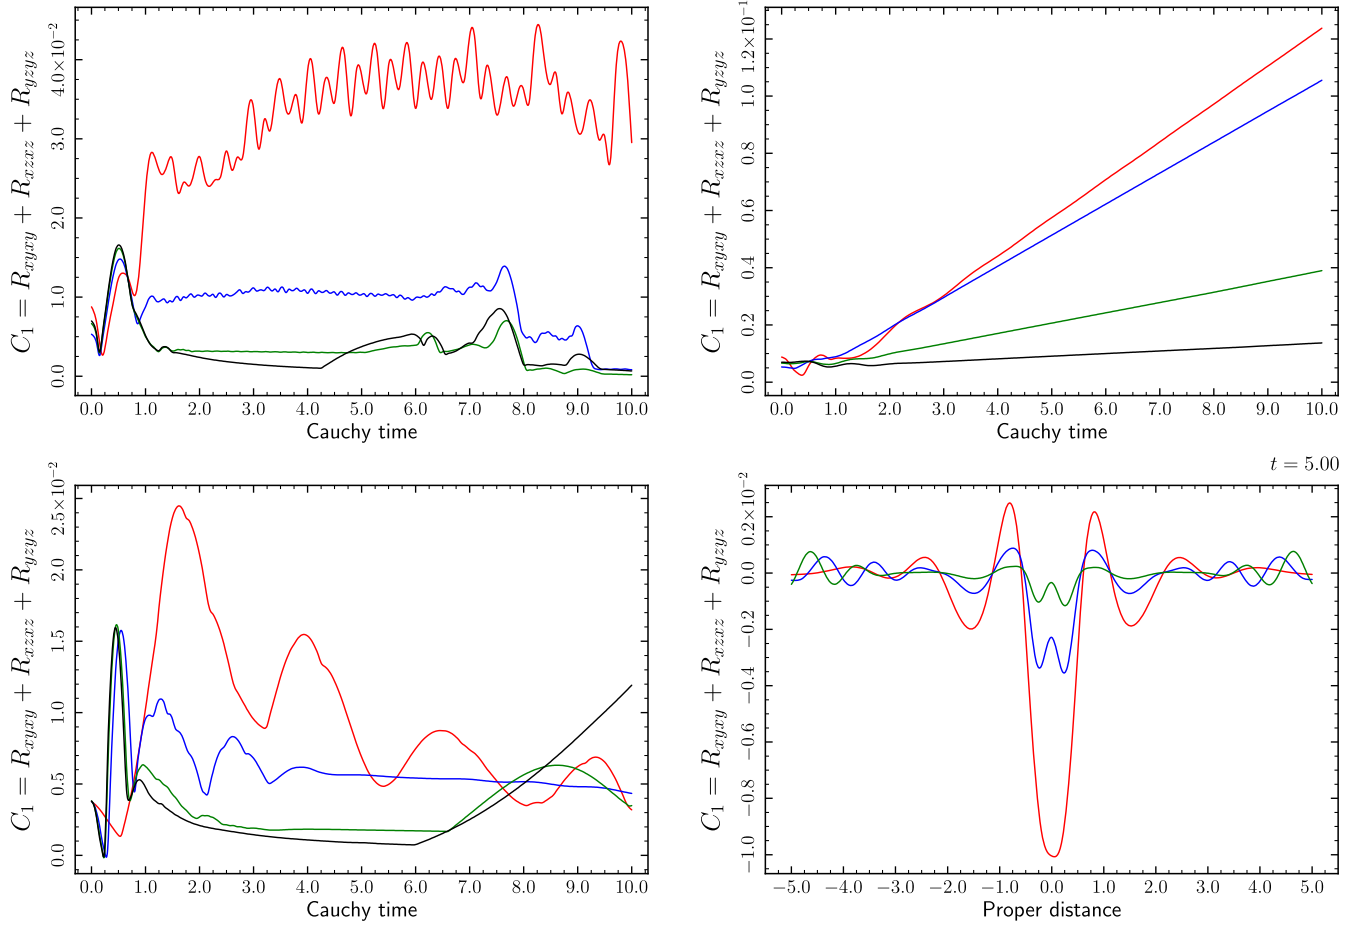 C₁ = R_{xyxy} + R_{xzxz} + R_{yzyz}
4.0×10⁻²
3.0
2.0
1.0
0.0
0.0 1.0 2.0 3.0 4.0 5.0 6.0 7.0 8.0 9.0 10.0
Cauchy time
C₁ = R_{xyxy} + R_{xzxz} + R_{yzyz}
1.2×10⁻¹
1.0
0.8
0.6
0.4
0.2
0.0
0.0 1.0 2.0 3.0 4.0 5.0 6.0 7.0 8.0 9.0 10.0
Cauchy time
C₁ = R_{xyxy} + R_{xzxz} + R_{yzyz}
2.5×10⁻²
2.0
1.5
1.0
0.5
0.0
0.0 1.0 2.0 3.0 4.0 5.0 6.0 7.0 8.0 9.0 10.0
Cauchy time
t = 5.00
C₁ = R_{xyxy} + R_{xzxz} + R_{yzyz}
0.2×10⁻²
0.0
−0.2
−0.4
−0.6
−0.8
−1.0
−5.0 −4.0 −3.0 −2.0 −1.0 0.0 1.0 2.0 3.0 4.0 5.0
Proper distance